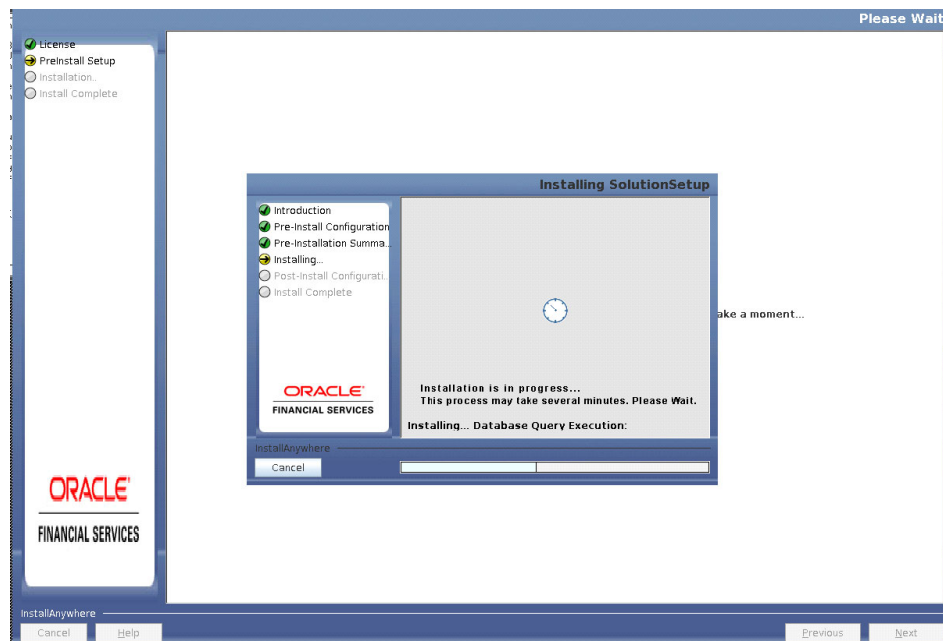 Please Wait
License
PreInstall Setup
Installation..
Install Complete
Installing SolutionSetup
Introduction
Pre-Install Configuration
Pre-Installation Summa..
Installing...
Post-Install Configurati..
Install Complete
ake a moment...
ORACLE
FINANCIAL SERVICES
Installation is in progress...
This process may take several minutes. Please Wait.
Installing... Database Query Execution:
InstallAnywhere
Cancel
ORACLE
FINANCIAL SERVICES
InstallAnywhere
Cancel
Help
Previous
Next